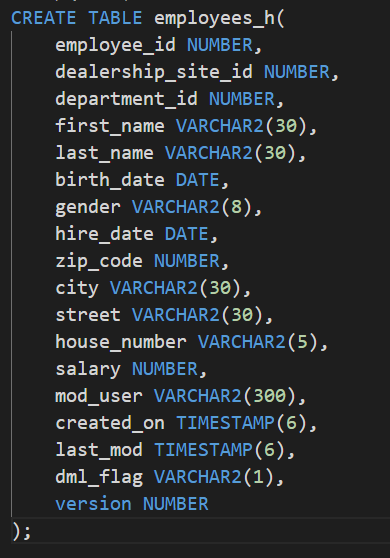 CREATE TABLE employees_h(
    employee_id NUMBER,
    dealership_site_id NUMBER,
    department_id NUMBER,
    first_name VARCHAR2(30),
    last_name VARCHAR2(30),
    birth_date DATE,
    gender VARCHAR2(8),
    hire_date DATE,
    zip_code NUMBER,
    city VARCHAR2(30),
    street VARCHAR2(30),
    house_number VARCHAR2(5),
    salary NUMBER,
    mod_user VARCHAR2(300),
    created_on TIMESTAMP(6),
    last_mod TIMESTAMP(6),
    dml_flag VARCHAR2(1),
    version NUMBER
);